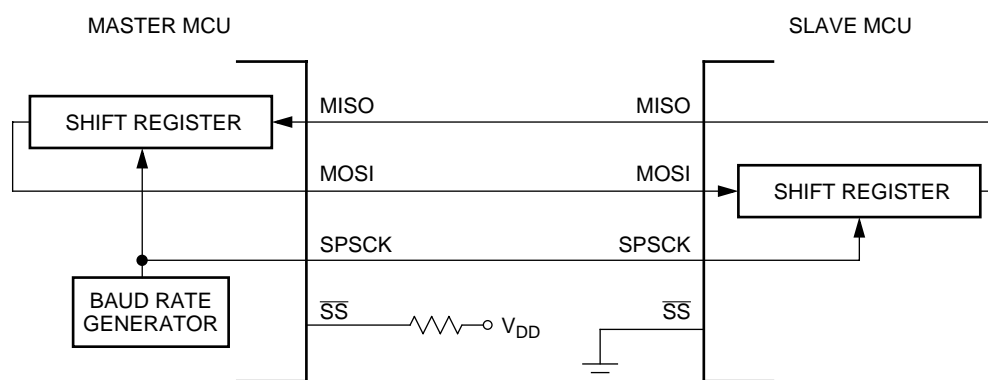 MASTER MCU
SLAVE MCU
SHIFT REGISTER
MISO
MISO
MOSI
MOSI
SHIFT REGISTER
SPSCK
SPSCK
BAUD RATE
GENERATOR
SS
VDD
SS